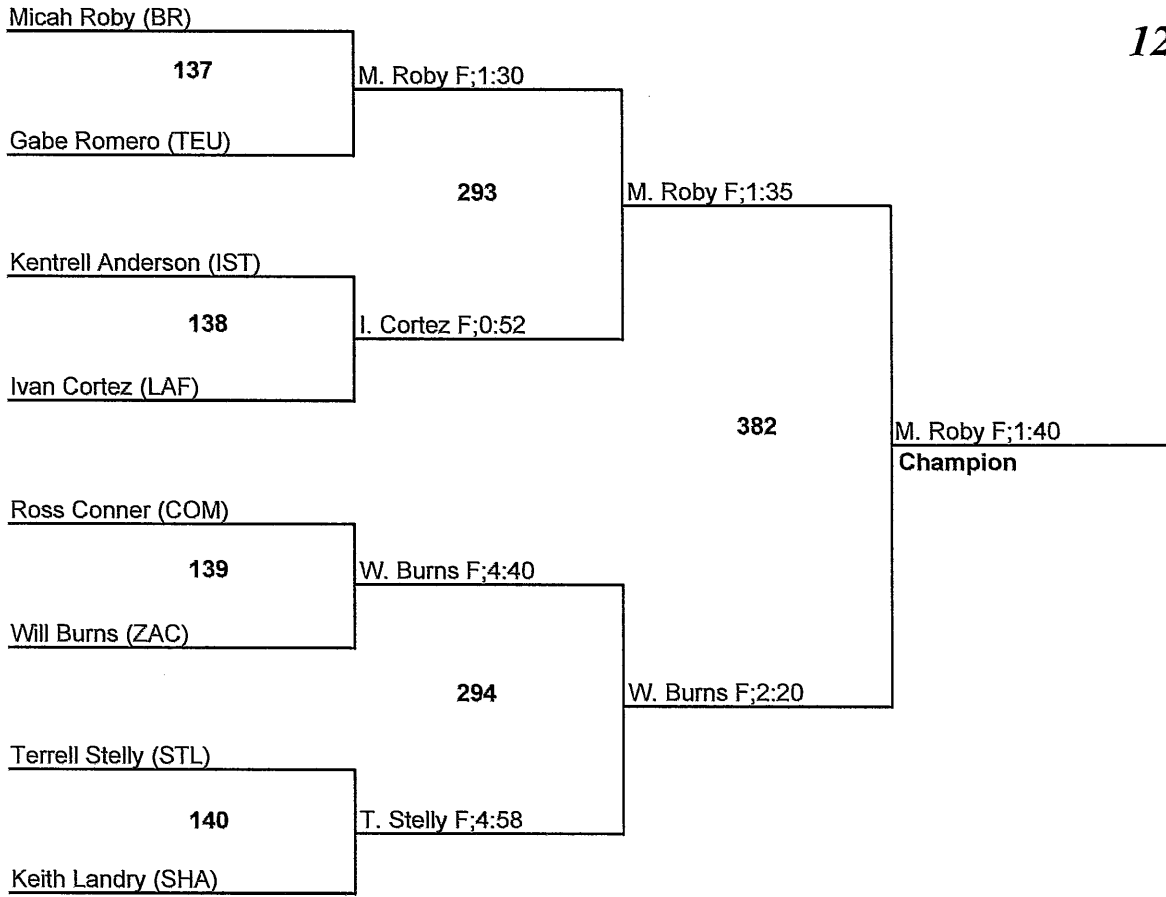 Micah Roby (BR)
12
137
M. Roby F;1:30
Gabe Romero (TEU)
293
M. Roby F;1:35
Kentrell Anderson (IST)
138
I. Cortez F;0:52
Ivan Cortez (LAF)
382
M. Roby F;1:40
Champion
Ross Conner (COM)
139
W. Burns F;4:40
Will Burns (ZAC)
294
W. Burns F;2:20
Terrell Stelly (STL)
140
T. Stelly F;4:58
Keith Landry (SHA)